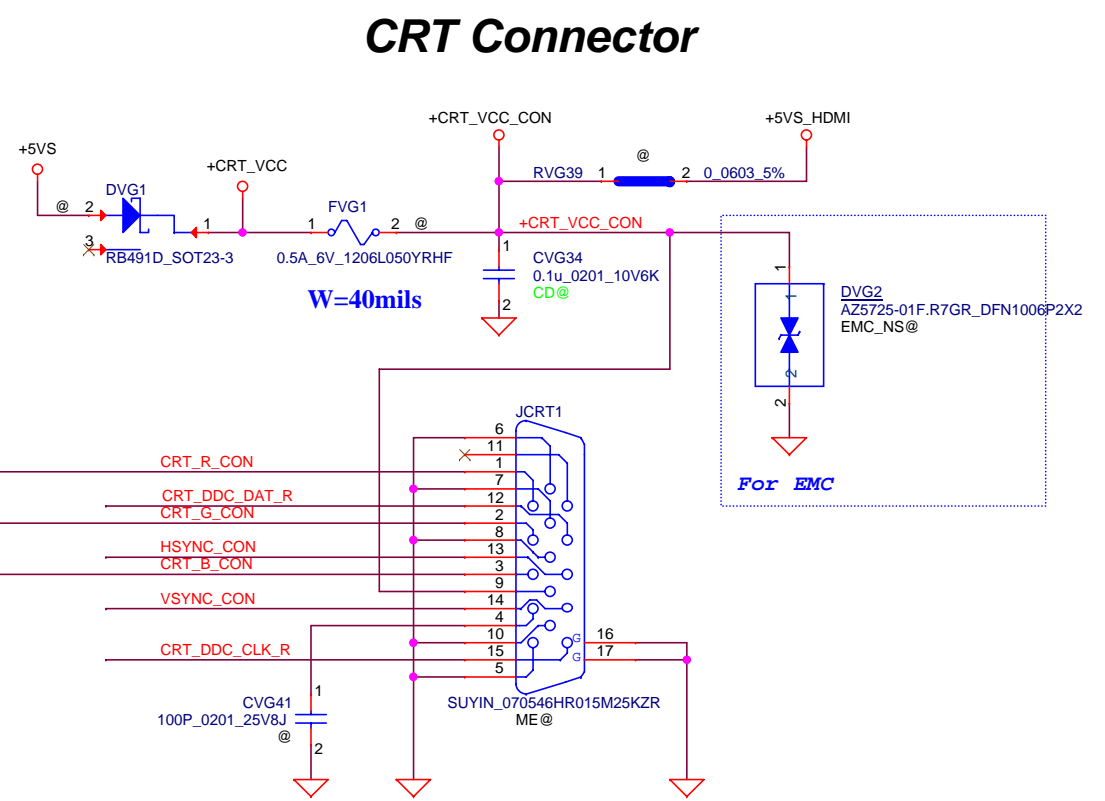 CRT Connector
+CRT_VCC_CON
+5VS_HDMI
+5VS
+CRT_VCC
@
RVG39 1 2 0_0603_5%
DVG1
@ 2
1
3
RB491D_SOT23-3
FVG1
1 2 @
0.5A_6V_1206L050YRHF
W=40mils
+CRT_VCC_CON
1
CVG34
0.1u_0201_10V6K
CD@
2
1
1
DVG2
AZ5725-01F.R7GR_DFN1006P2X2
EMC_NS@
2
2
For EMC
JCRT1
6
11
CRT_R_CON 1
7
CRT_DDC_DAT_R 12
CRT_G_CON 2
8
HSYNC_CON 13
CRT_B_CON 3
9
VSYNC_CON 14
4
10
CRT_DDC_CLK_R 15
5
G 16
G 17
SUYIN_070546HR015M25KZR
ME@
1
CVG41
100P_0201_25V8J
@
2